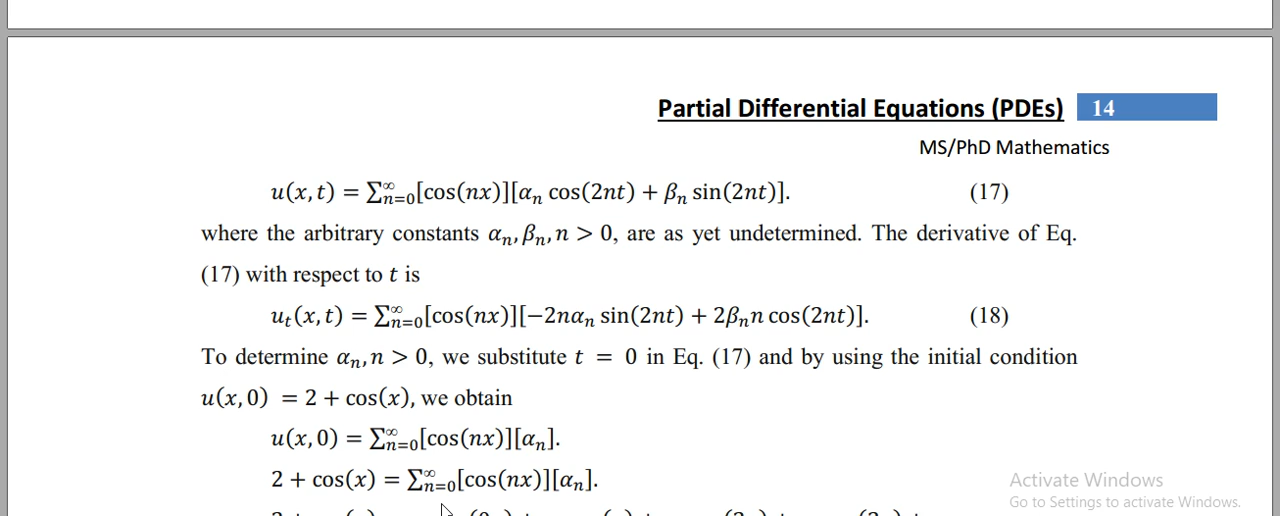 Partial Differential Equations (PDEs) 14
MS/PhD Mathematics
u(x, t) = ∑ₙ₌₀^∞[cos(nx)][αₙ cos(2nt) + βₙ sin(2nt)]. (17)
where the arbitrary constants αₙ, βₙ, n > 0, are as yet undetermined. The derivative of Eq.
(17) with respect to t is
uₜ(x, t) = ∑ₙ₌₀^∞[cos(nx)][−2nαₙ sin(2nt) + 2βₙn cos(2nt)]. (18)
To determine αₙ, n > 0, we substitute t = 0 in Eq. (17) and by using the initial condition
u(x, 0) = 2 + cos(x), we obtain
u(x, 0) = ∑ₙ₌₀^∞[cos(nx)][αₙ].
2 + cos(x) = ∑ₙ₌₀^∞[cos(nx)][αₙ].
Activate Windows
Go to Settings to activate Windows.